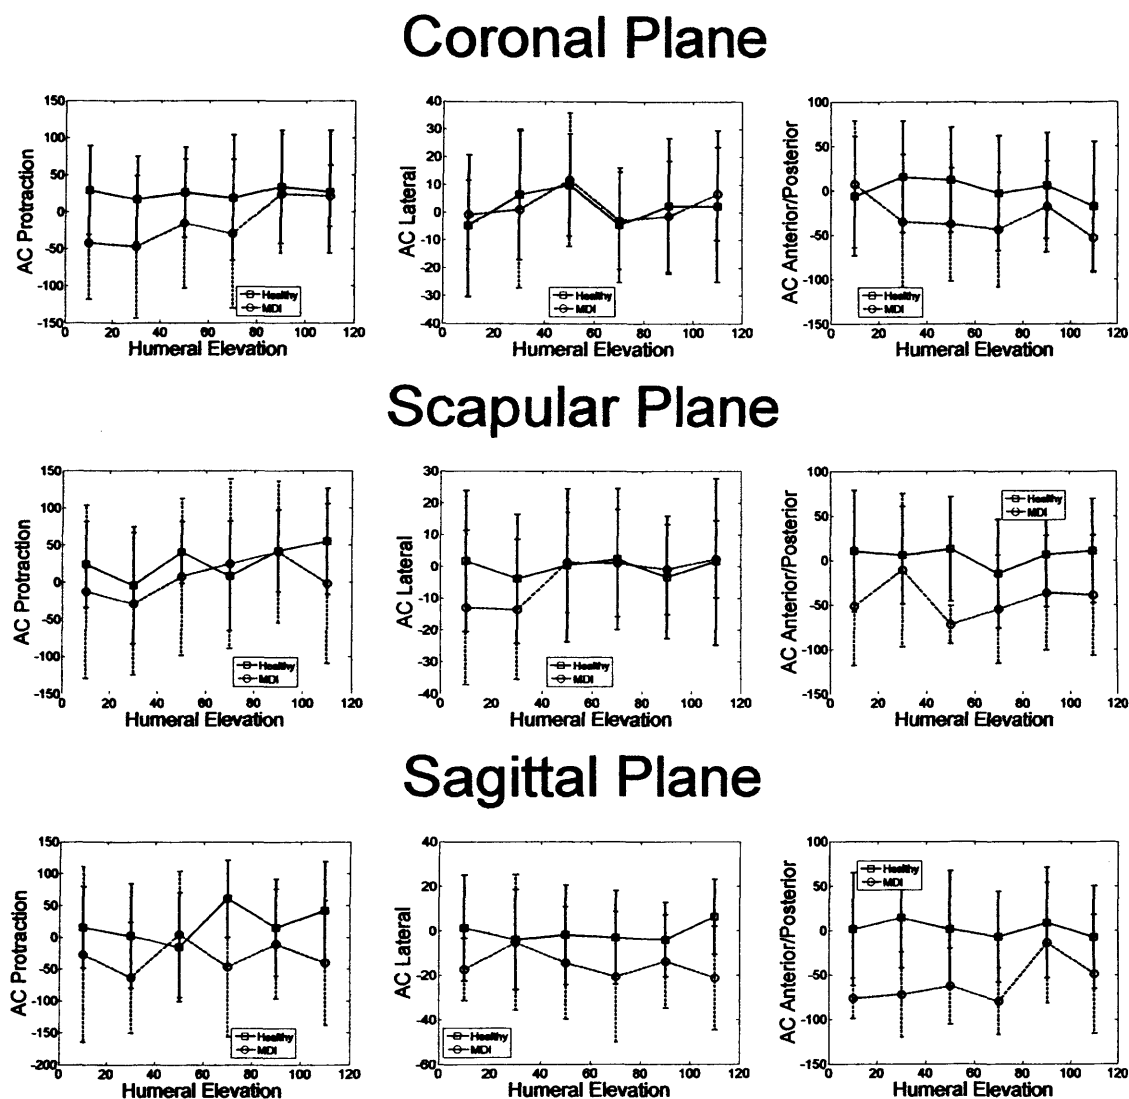 Coronal Plane
AC Protraction
150
100
50
0
-50
-100
-150
0 20 40 60 80 100 120
Humeral Elevation
Healthy
MDI
AC Lateral
40
30
20
10
0
-10
-20
-30
-40
0 20 40 60 80 100 120
Humeral Elevation
Healthy
MDI
AC Anterior/Posterior
100
50
0
-50
-100
-150
0 20 40 60 80 100 120
Humeral Elevation
Healthy
MDI
Scapular Plane
AC Protraction
150
100
50
0
-50
-100
-150
0 20 40 60 80 100 120
Humeral Elevation
Healthy
MDI
AC Lateral
30
20
10
0
-10
-20
-30
-40
0 20 40 60 80 100 120
Humeral Elevation
Healthy
MDI
AC Anterior/Posterior
100
50
0
-50
-100
-150
0 20 40 60 80 100 120
Humeral Elevation
Healthy
MDI
Sagittal Plane
AC Protraction
150
100
50
0
-50
-100
-150
-200
0 20 40 60 80 100 120
Humeral Elevation
Healthy
MDI
AC Lateral
40
20
0
-20
-40
-60
0 20 40 60 80 100 120
Humeral Elevation
Healthy
MDI
AC Anterior/Posterior
100
50
0
-50
-100
-150
0 20 40 60 80 100 120
Humeral Elevation
Healthy
MDI